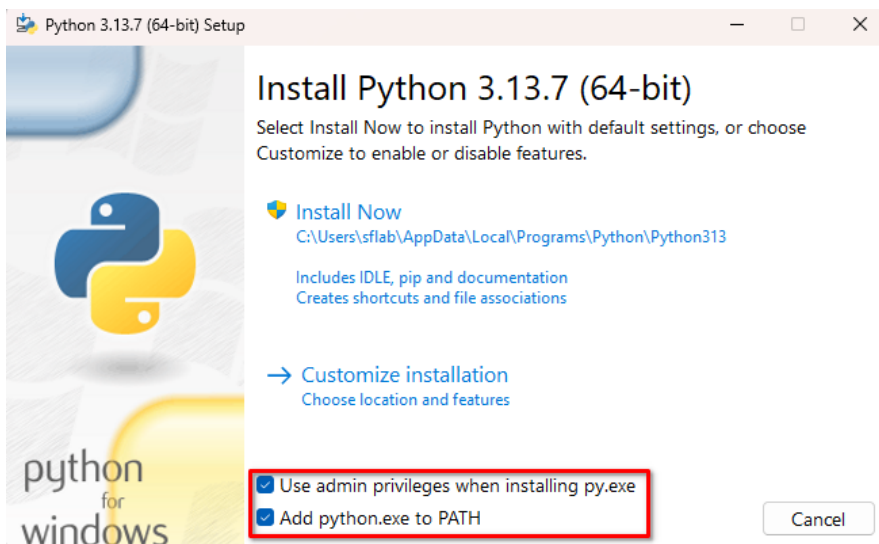 Python 3.13.7 (64-bit) Setup
Install Python 3.13.7 (64-bit)
Select Install Now to install Python with default settings, or choose
Customize to enable or disable features.
Install Now
C:\Users\sflab\AppData\Local\Programs\Python\Python313
Includes IDLE, pip and documentation
Creates shortcuts and file associations
Customize installation
Choose location and features
python
for
windows
Use admin privileges when installing py.exe
Add python.exe to PATH
Cancel